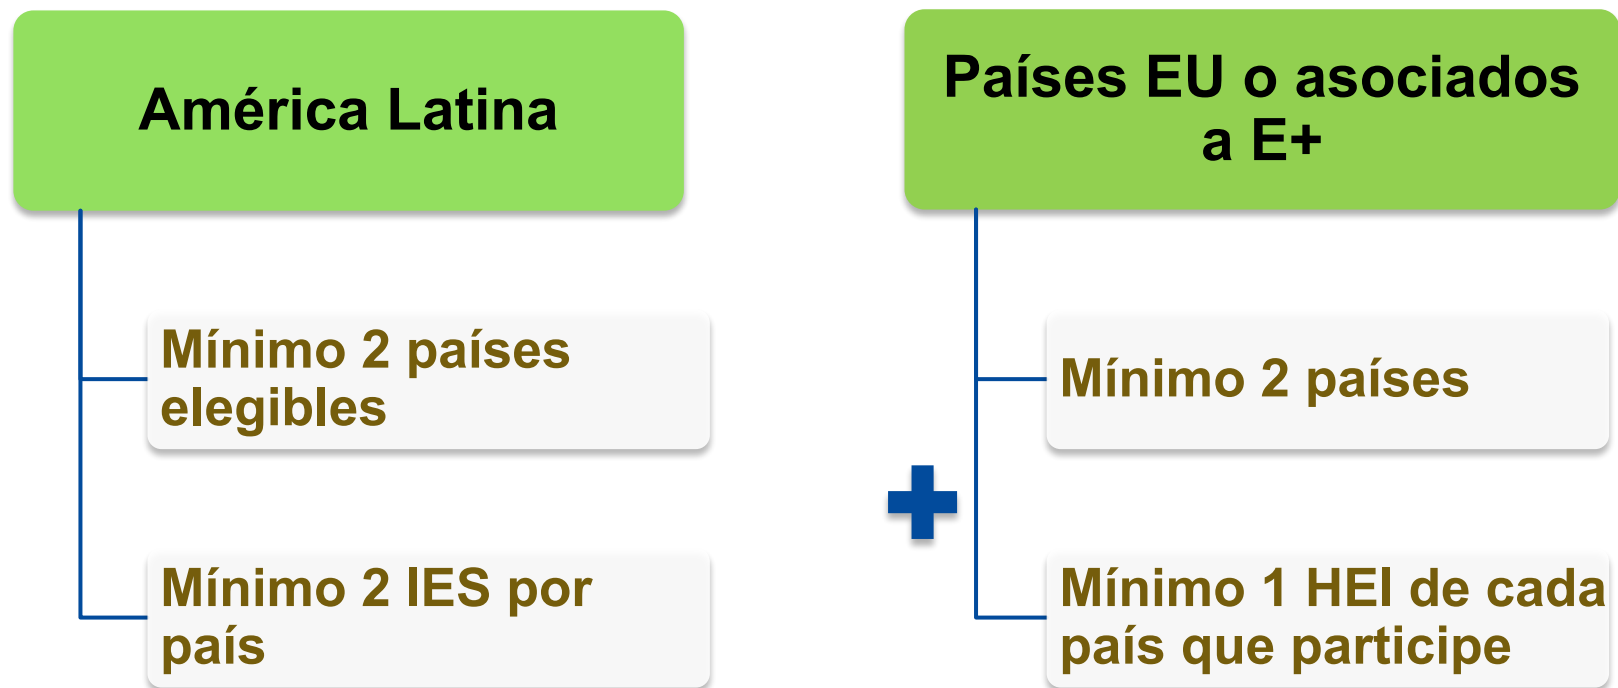 América Latina
Mínimo 2 países
elegibles
Mínimo 2 IES por
país
Países EU o asociados
a E+
Mínimo 2 países
Mínimo 1 HEI de cada
país que participe